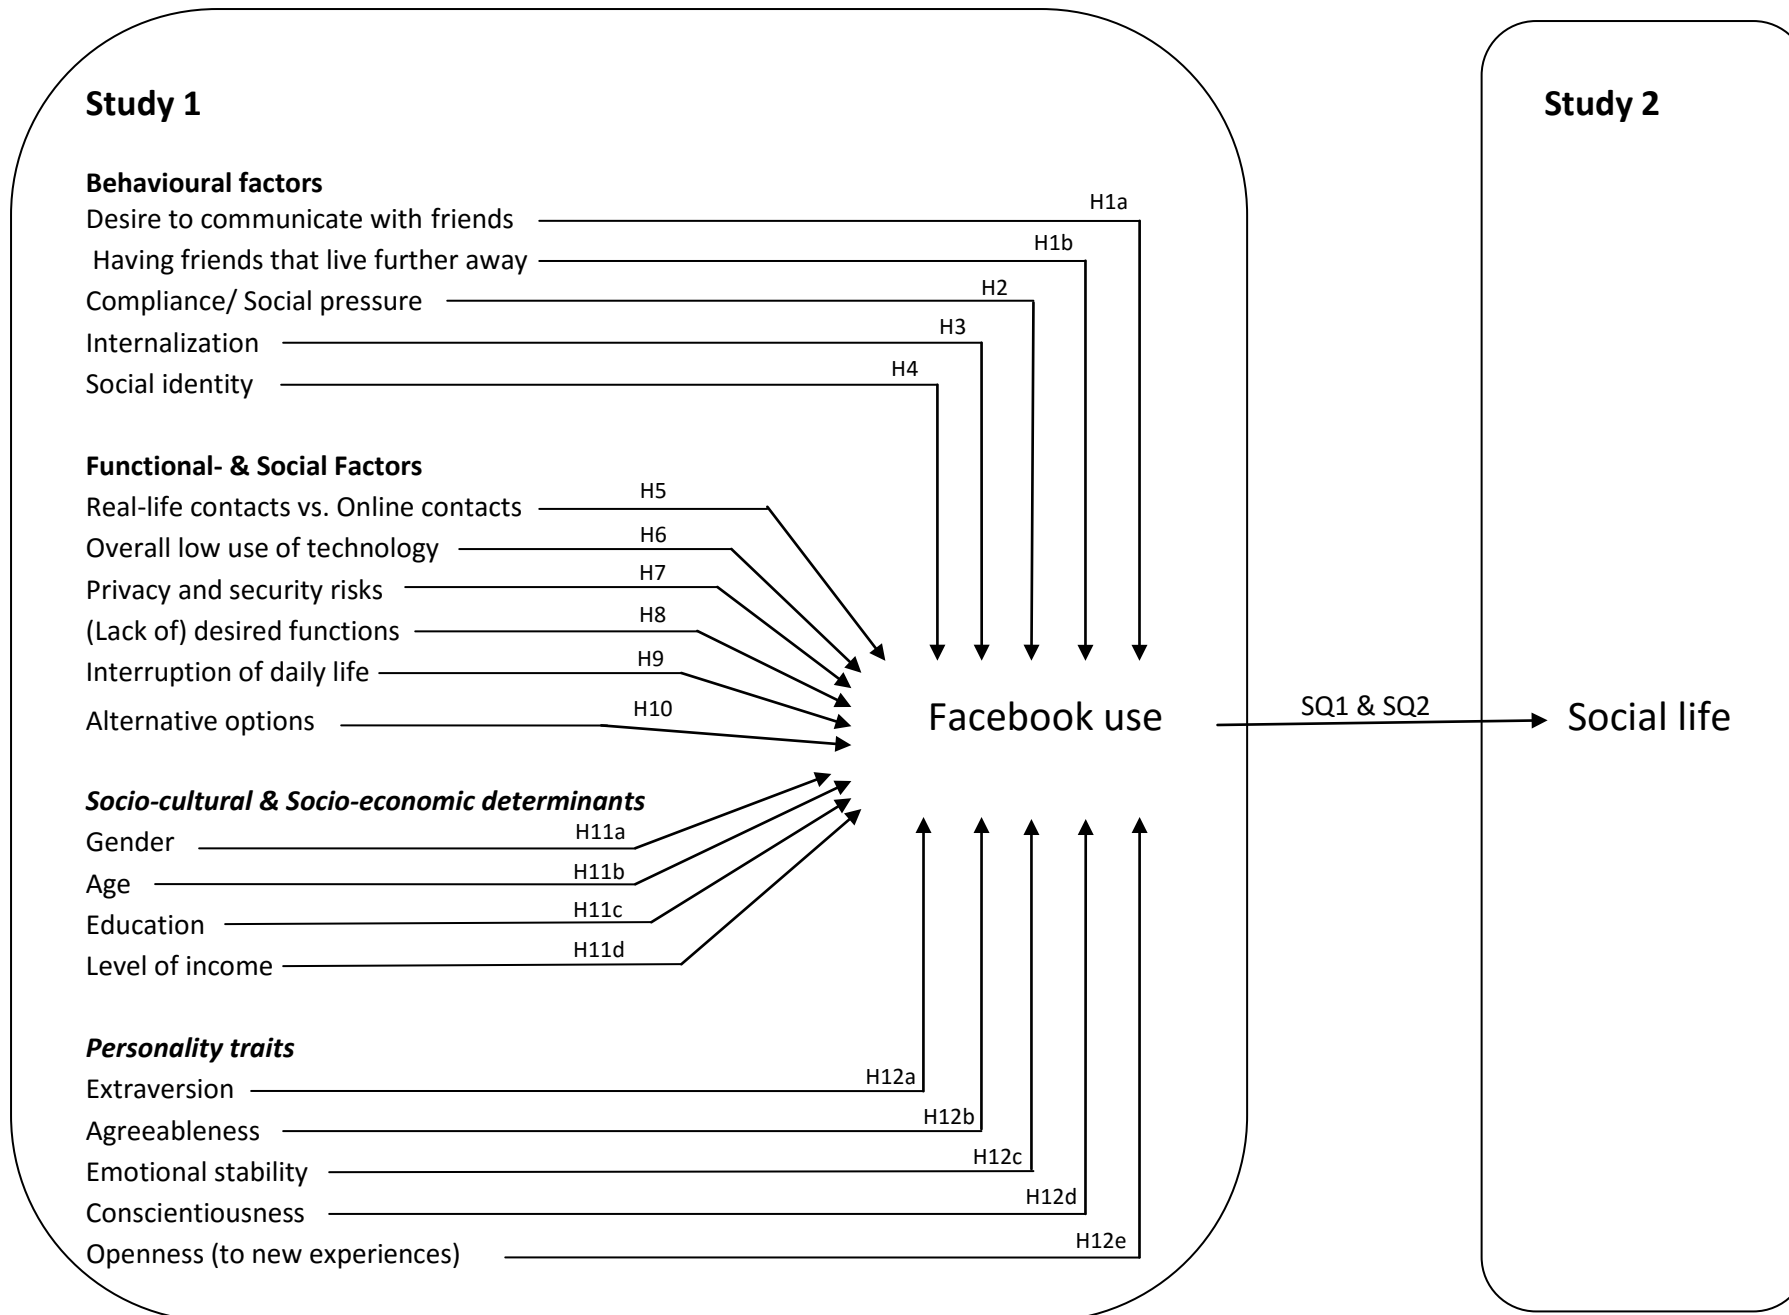 Study 1
Study 2
Behavioural factors
Desire to communicate with friends H1a
Having friends that live further away H1b
Compliance/ Social pressure H2
Internalization H3
Social identity H4
Functional- & Social Factors
Real-life contacts vs. Online contacts H5
Overall low use of technology H6
Privacy and security risks H7
(Lack of) desired functions H8
Interruption of daily life H9
Alternative options H10
Facebook use SQ1 & SQ2 Social life
Socio-cultural & Socio-economic determinants
Gender H11a
Age H11b
Education H11c
Level of income H11d
Personality traits
Extraversion H12a
Agreeableness H12b
Emotional stability H12c
Conscientiousness H12d
Openness (to new experiences) H12e